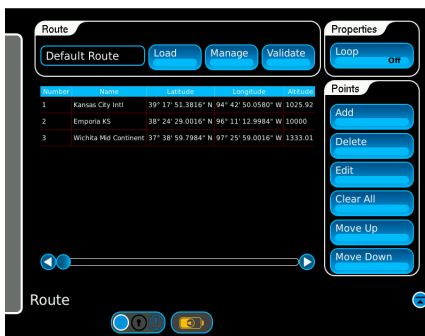 Route
Default Route
Load
Manage
Validate
Properties
Loop
Off
Number Name Latitude Longitude Altitude
1 Kansas City Intl 39° 17' 51.3816" N 94° 42' 50.0580" W 1025.92
2 Emporia KS 38° 24' 29.0016" N 96° 11' 12.9984" W 10000
3 Wichita Mid Continent 37° 38' 59.7984" N 97° 25' 59.0016" W 1333.01
Points
Add
Delete
Edit
Clear All
Move Up
Move Down
Route